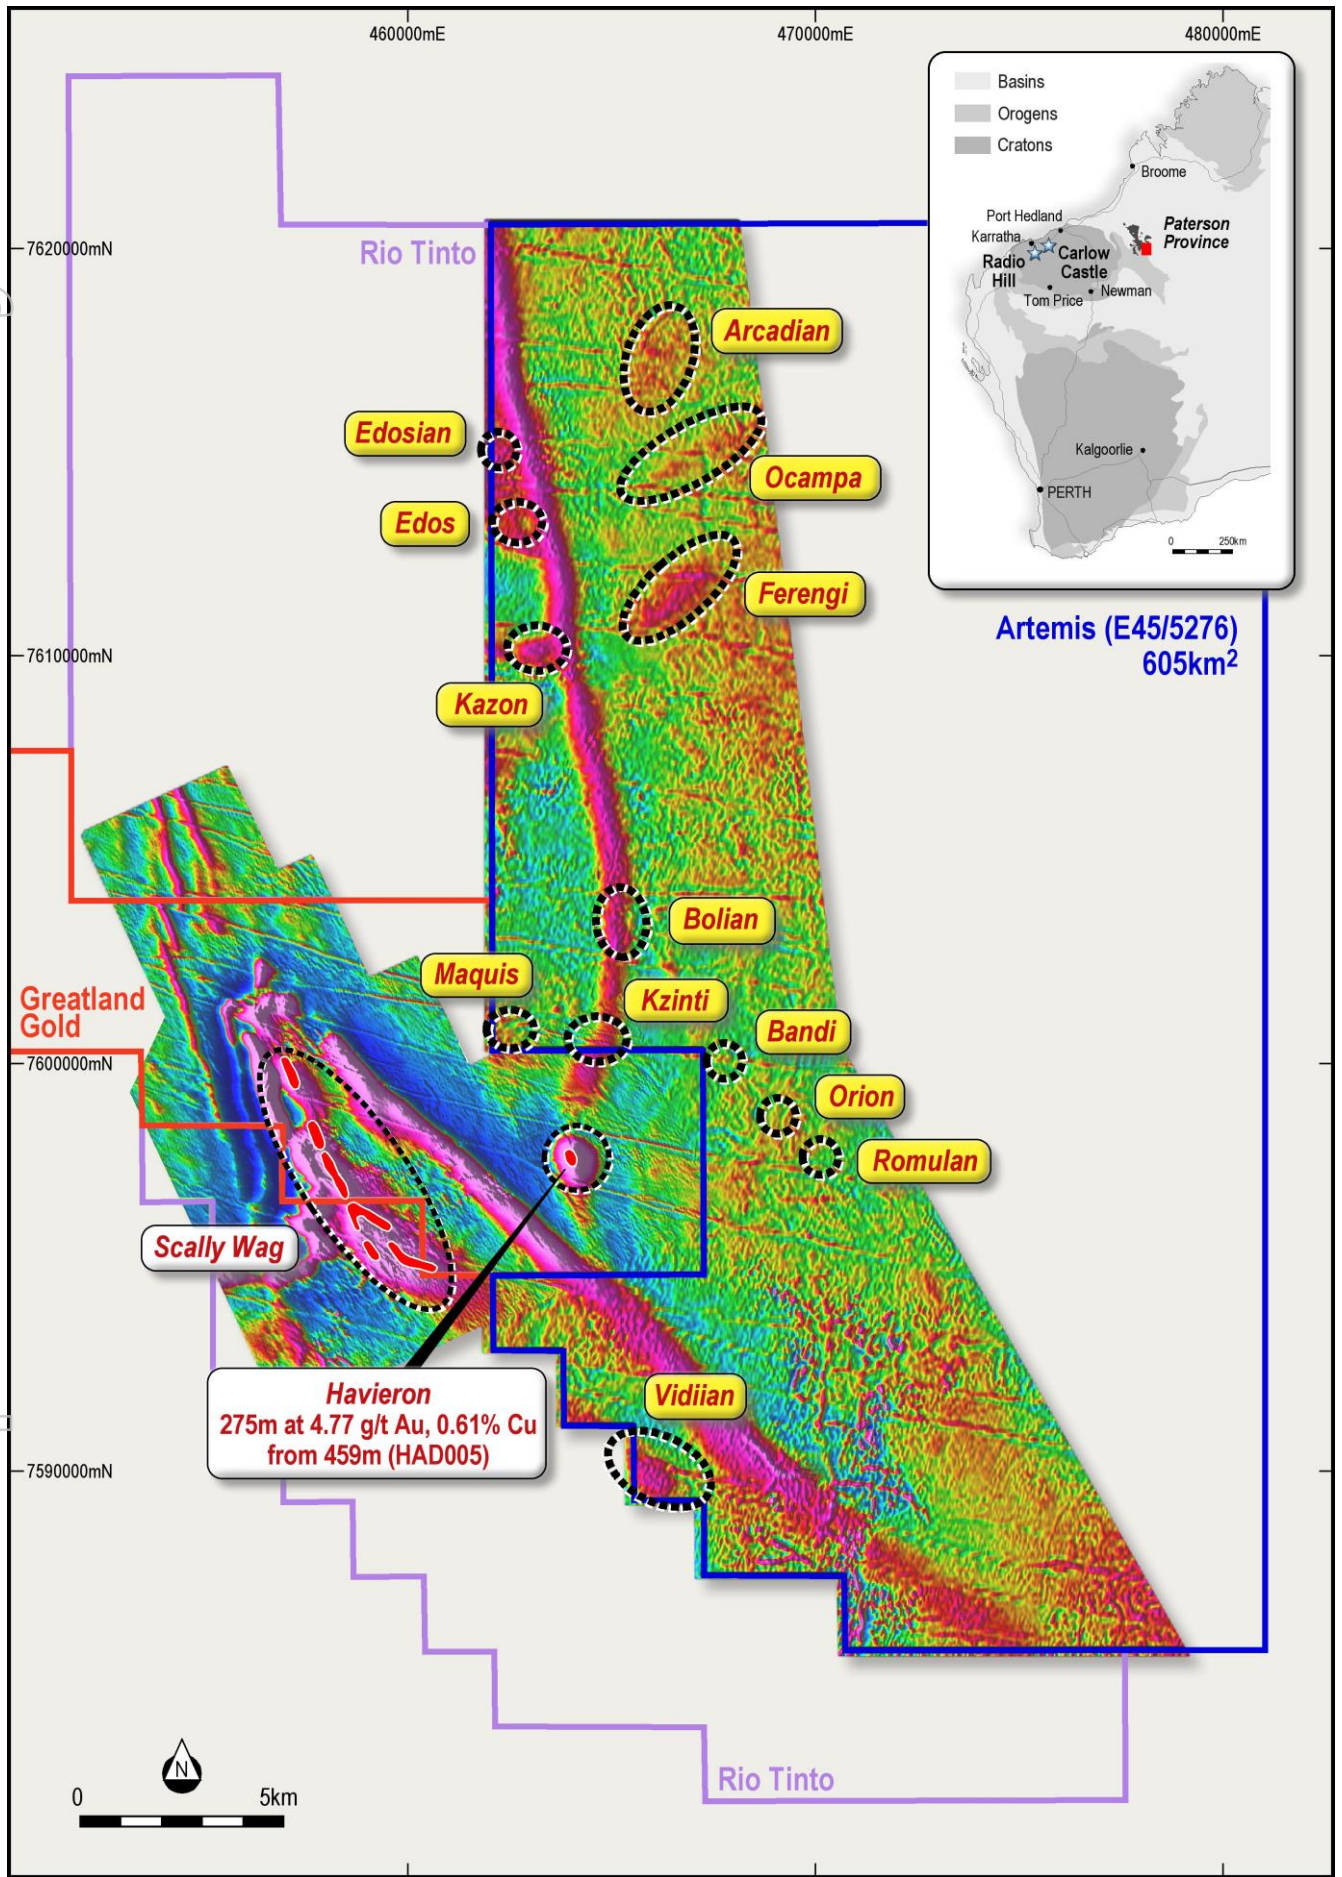 460000mE
470000mE
480000mE
Basins
Orogens
Cratons
Broome
Port Hedland
Karratha
Paterson
Province
Radio
Hill
Carlow
Castle
Tom Price
Newman
Kalgoorlie
PERTH
0 250km
7620000mN
Rio Tinto
Arcadian
Edosian
Ocampa
Edos
Ferengi
Artemis (E45/5276)
605km²
7610000mN
Kazon
Bolian
Maquis
Kzinti
Greatland
Gold
Bandi
7600000mN
Orion
Romulan
Scally Wag
Havieron
275m at 4.77 g/t Au, 0.61% Cu
from 459m (HAD005)
Vidiian
7590000mN
N
0 5km
Rio Tinto